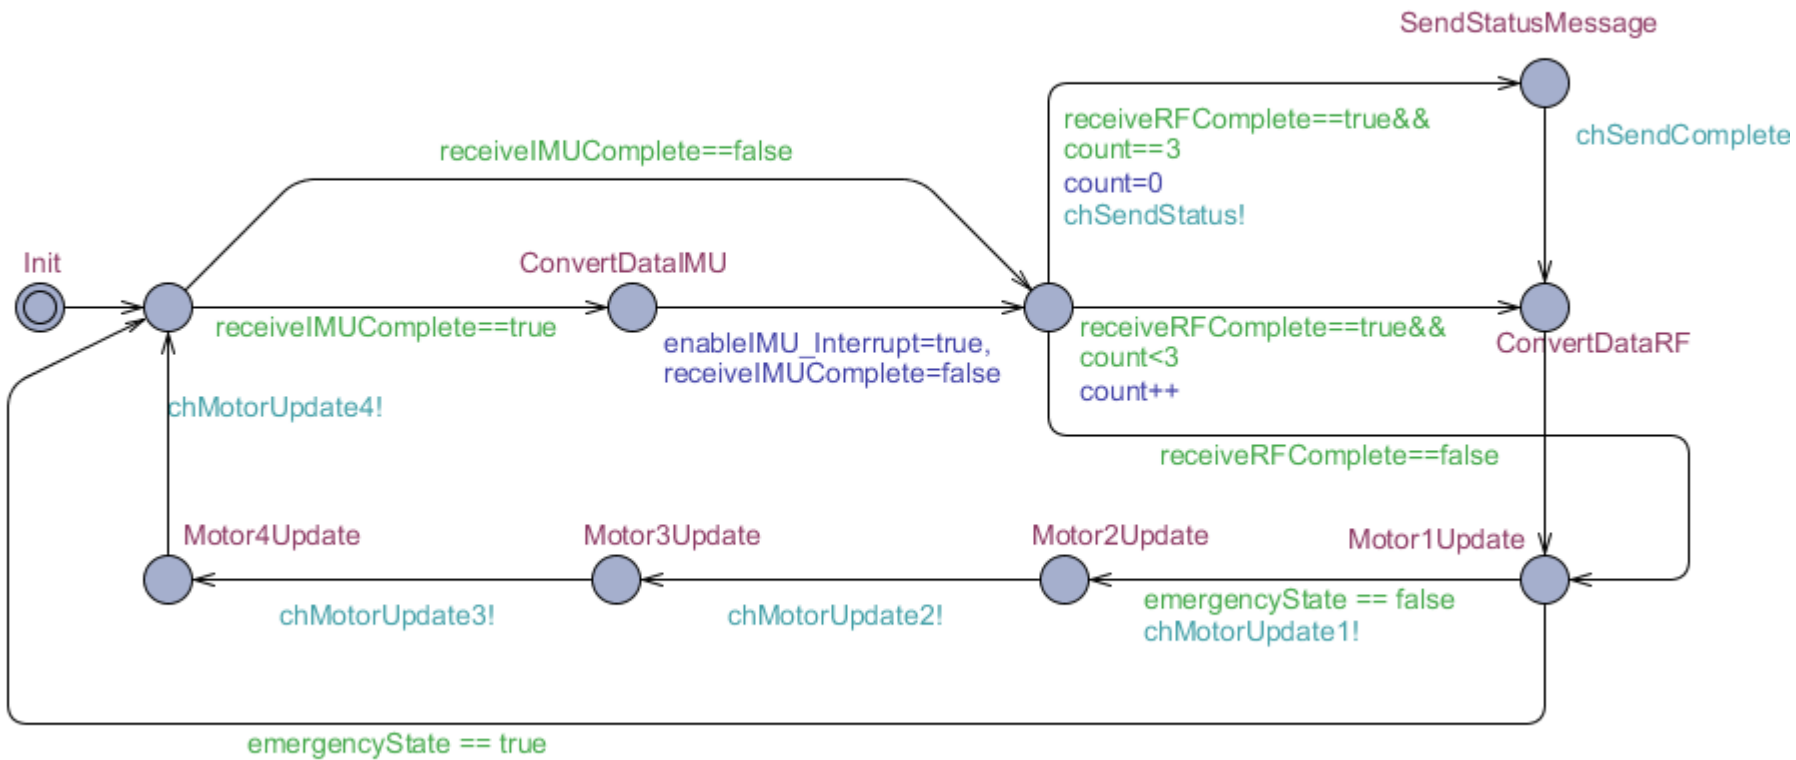 SendStatusMessage
receiveRFComplete==true&&
count==3
count=0
chSendStatus!
chSendComplete
receiveIMUComplete==false
Init
ConvertDataIMU
receiveIMUComplete==true
enableIMU_Interrupt=true,
receiveIMUComplete=false
receiveRFComplete==true&&
count<3
count++
ConvertDataRF
chMotorUpdate4!
receiveRFComplete==false
Motor4Update
Motor3Update
Motor2Update
Motor1Update
chMotorUpdate3!
chMotorUpdate2!
emergencyState == false
chMotorUpdate1!
emergencyState == true